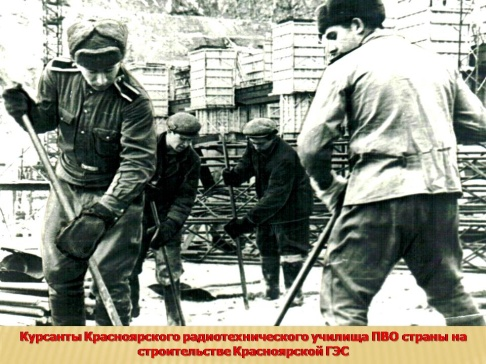 Курсанты Красноярского радиотехнического училища ПВО страны на
строительстве Красноярской ГЭС